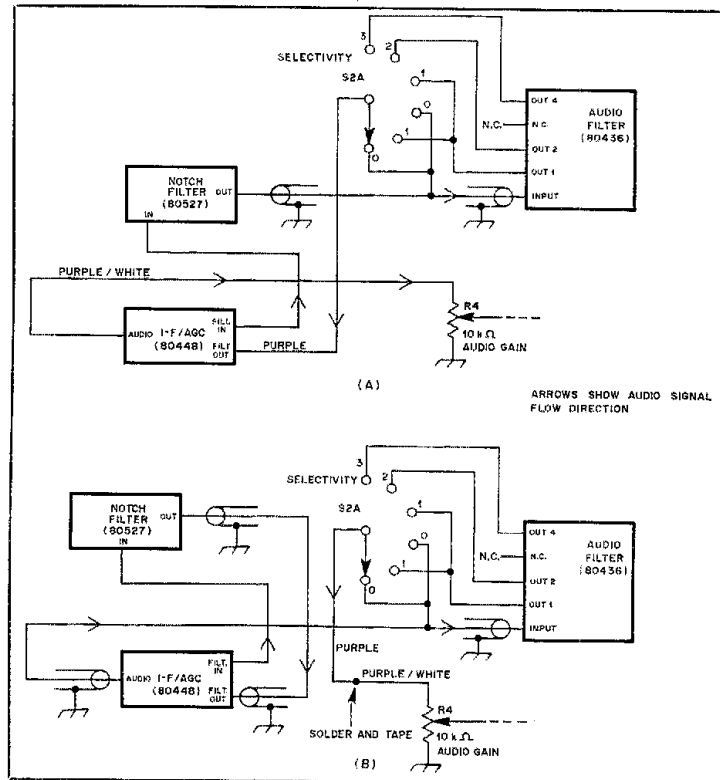 3
2
SELECTIVITY
S2A
1
0
1
0
OUT 4
N.C.
N.C.
OUT 2
OUT 1
INPUT
AUDIO
FILTER
(80436)
NOTCH
FILTER
(80527)
OUT
IN
PURPLE / WHITE
AUDIO
I-F/AGC
(80448)
FILT.
IN
FILT.
OUT
PURPLE
R4
10 kΩ
AUDIO GAIN
(A)
ARROWS SHOW AUDIO SIGNAL
FLOW DIRECTION
3
2
SELECTIVITY
S2A
1
0
1
0
OUT 4
N.C.
N.C.
OUT 2
OUT 1
INPUT
AUDIO
FILTER
(80436)
NOTCH
FILTER
(80527)
OUT
IN
AUDIO
I-F/AGC
(80448)
FILT.
IN
FILT.
OUT
PURPLE
PURPLE / WHITE
SOLDER AND TAPE
R4
10 kΩ
AUDIO GAIN
(B)